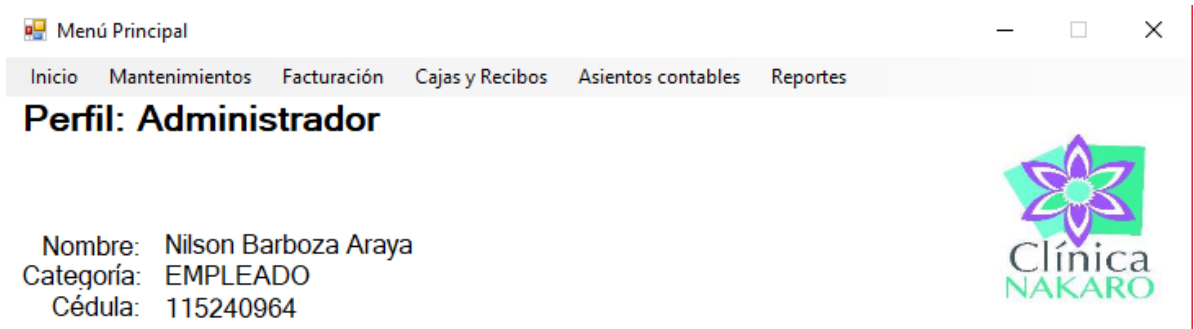 Menú Principal
Inicio Mantenimientos Facturación Cajas y Recibos Asientos contables Reportes
Perfil: Administrador
Nombre: Nilson Barboza Araya
Categoría: EMPLEADO
Cédula: 115240964
Clínica
NAKARO